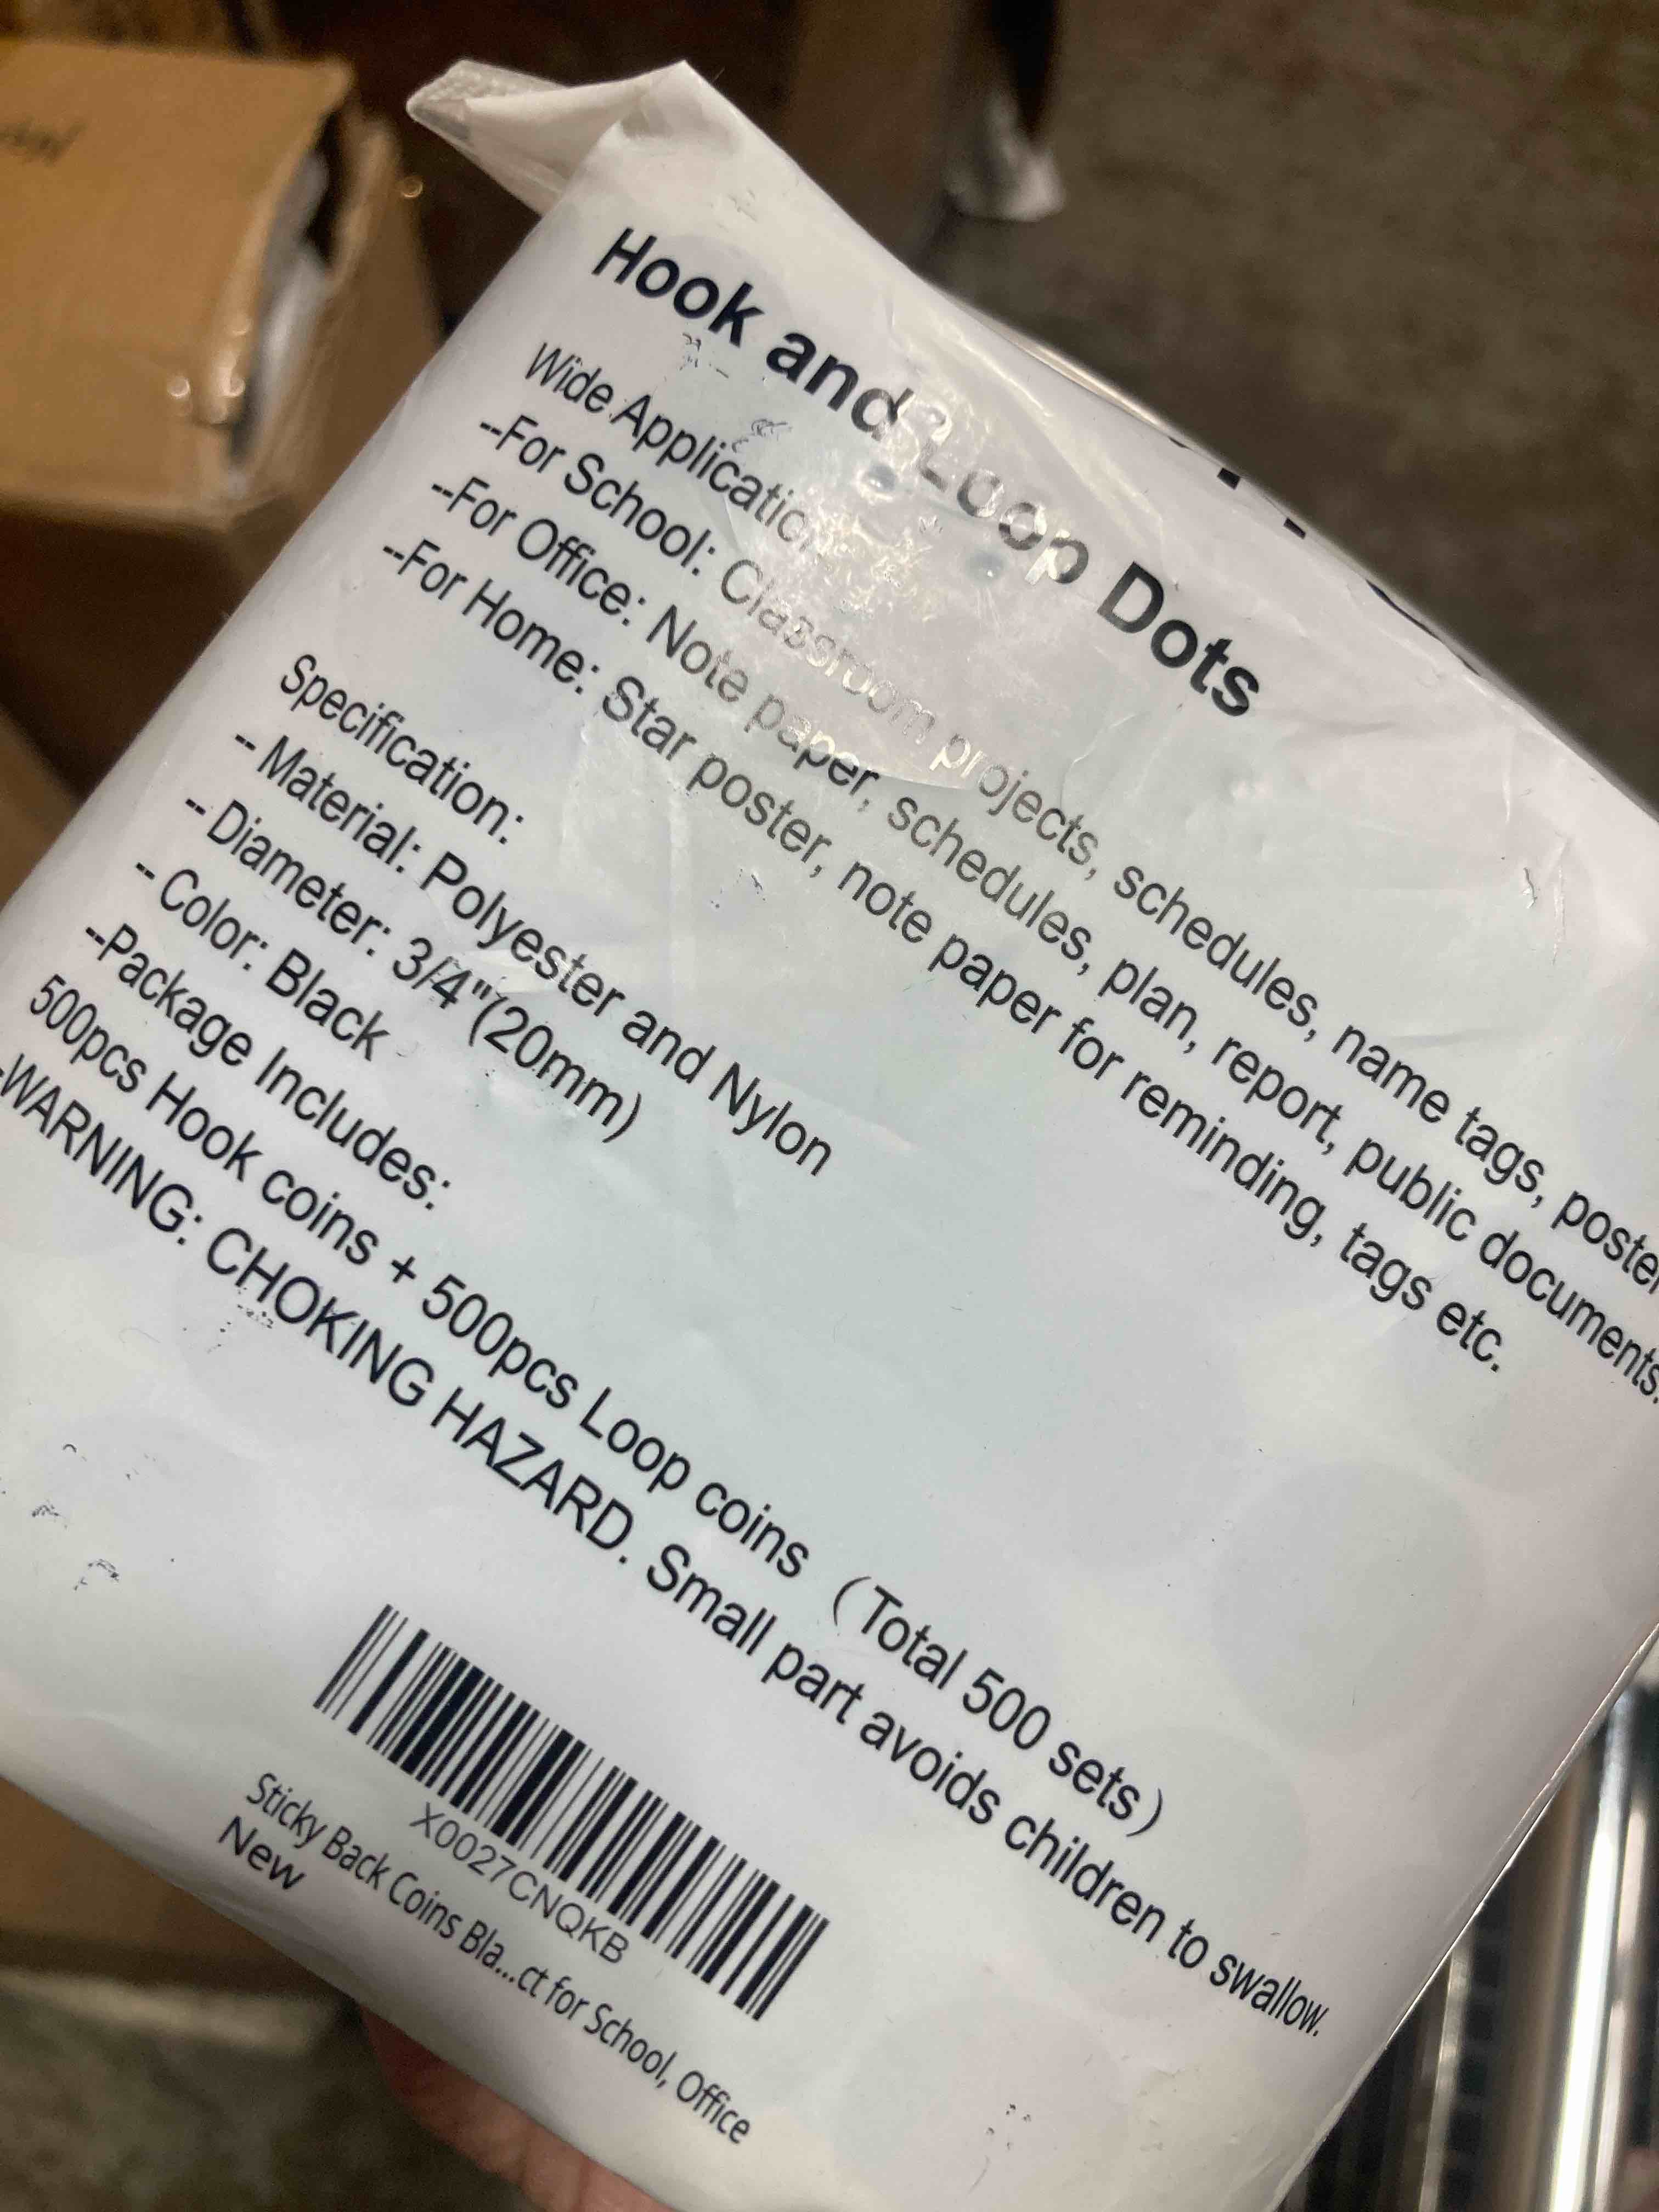 Hook and Loop Dots
Wide Application
--For School: Classroom projects, schedules, name tags, poster
--For Office: Note paper, schedules, plan, report, public documents.
--For Home: Star poster, note paper for reminding, tags etc.
Specification:
-- Material: Polyester and Nylon
-- Diameter: 3/4"(20mm)
-- Color: Black
--Package Includes:
500pcs Hook coins + 500pcs Loop coins（Total 500 sets）
-WARNING: CHOKING HAZARD. Small part avoids children to swallow.
X0027CNQKB
Sticky Back Coins Bla...ct for School, Office
New